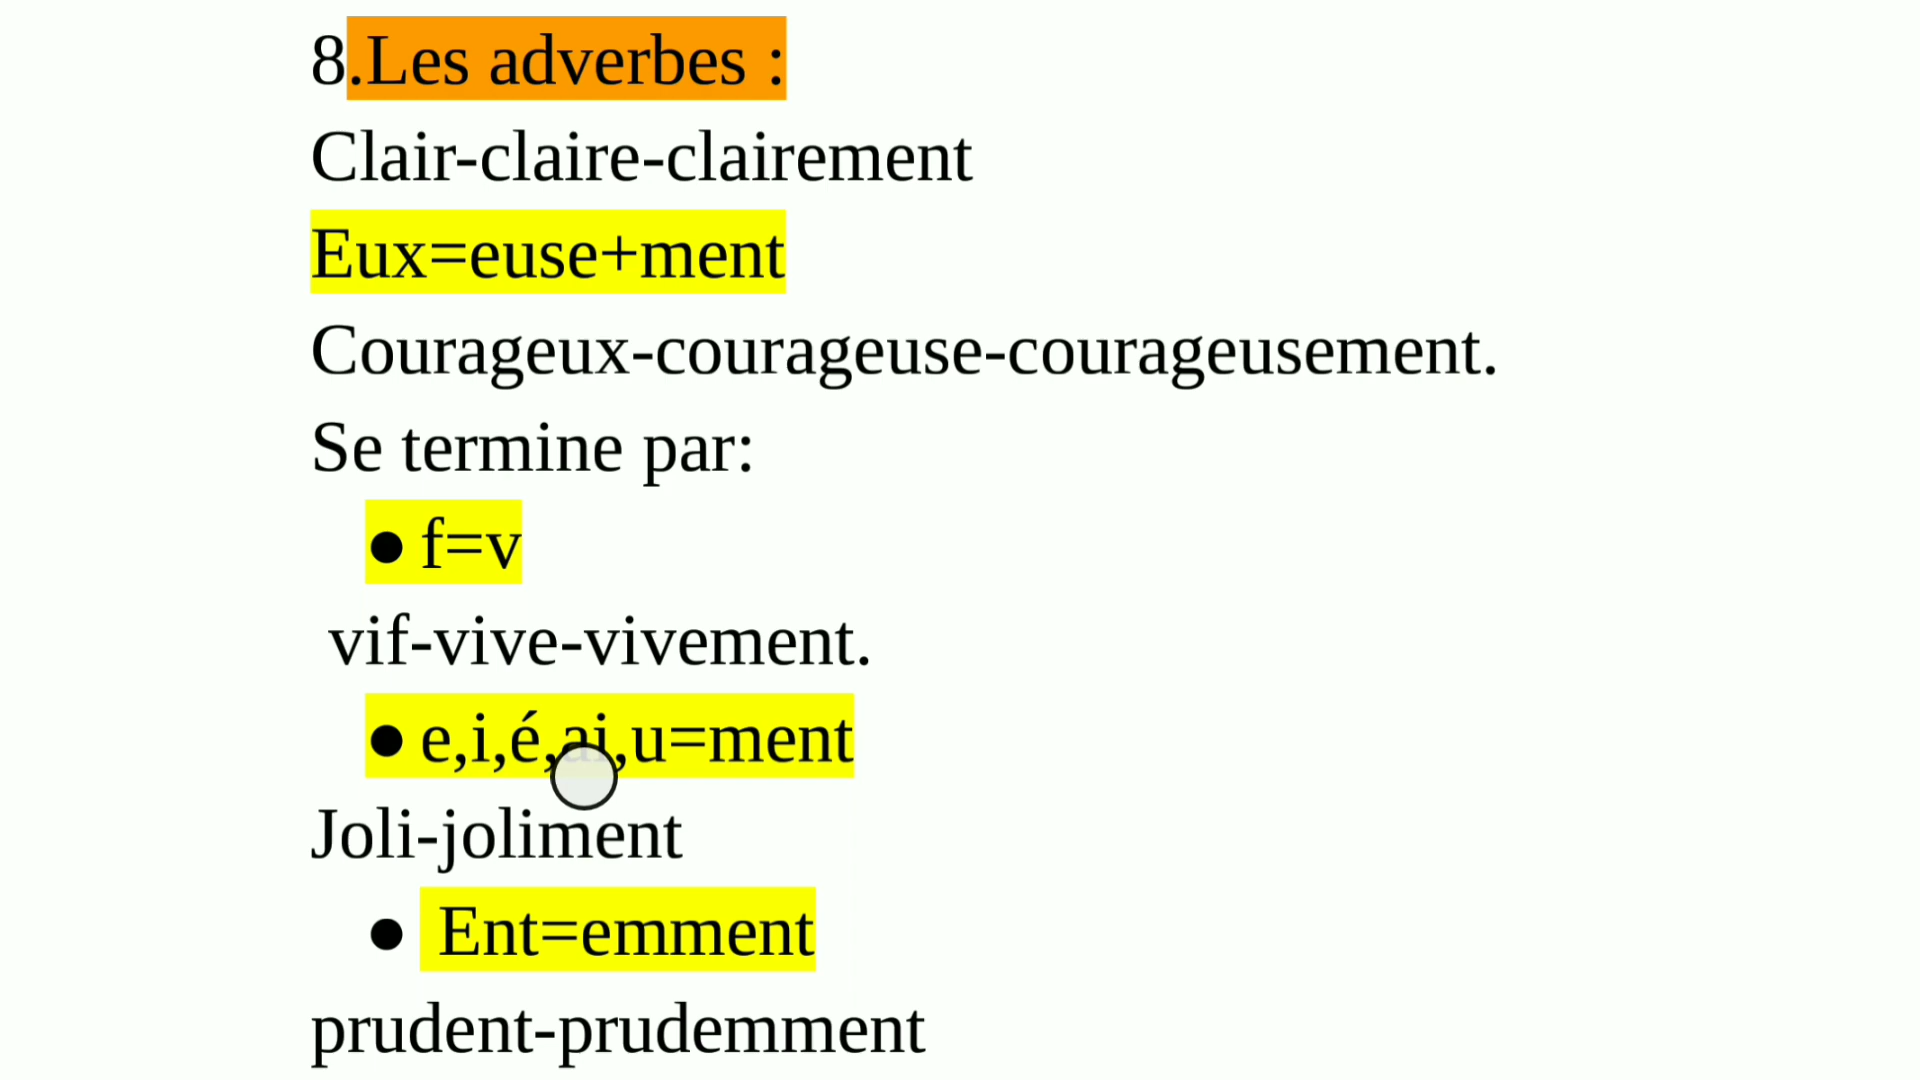 8.Les adverbes :
Clair-claire-clairement
Eux=euse+ment
Courageux-courageuse-courageusement.
Se termine par:
● f=v
vif-vive-vivement.
● e,i,é,ai,u=ment
Joli-joliment
● Ent=emment
prudent-prudemment